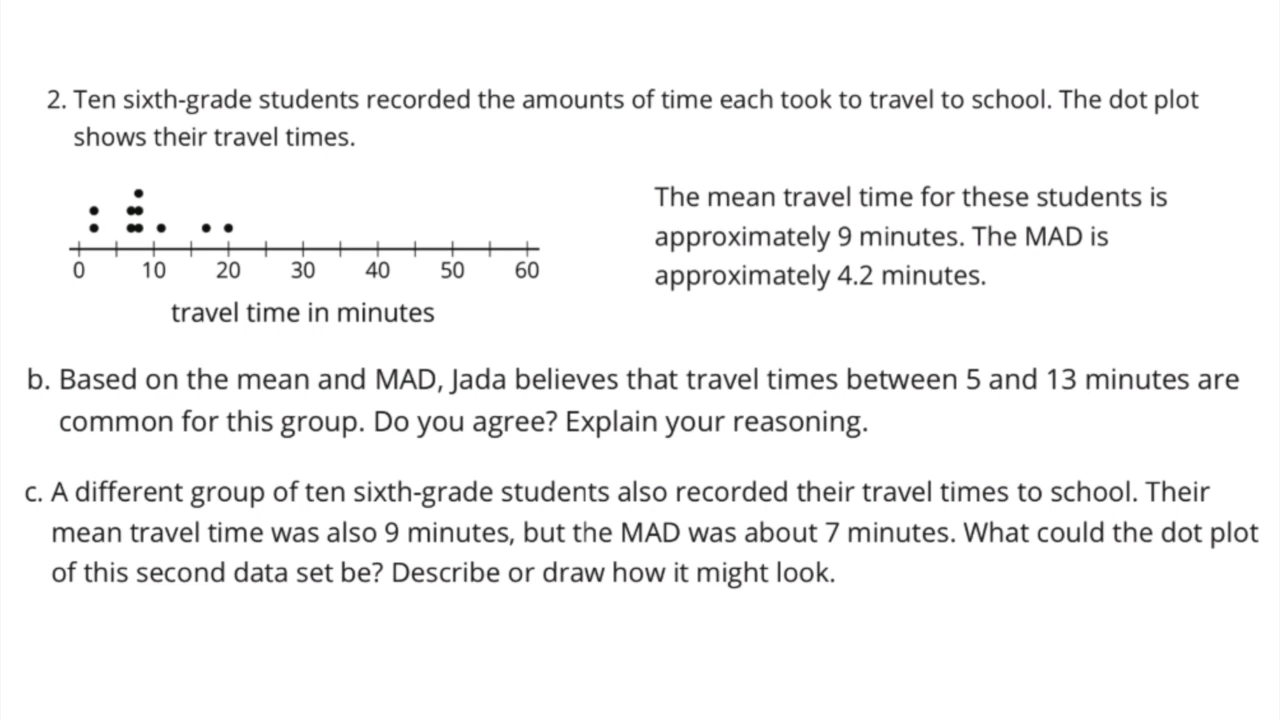 2. Ten sixth-grade students recorded the amounts of time each took to travel to school. The dot plot
shows their travel times.
0 10 20 30 40 50 60
travel time in minutes
The mean travel time for these students is
approximately 9 minutes. The MAD is
approximately 4.2 minutes.
b. Based on the mean and MAD, Jada believes that travel times between 5 and 13 minutes are
common for this group. Do you agree? Explain your reasoning.
c. A different group of ten sixth-grade students also recorded their travel times to school. Their
mean travel time was also 9 minutes, but the MAD was about 7 minutes. What could the dot plot
of this second data set be? Describe or draw how it might look.